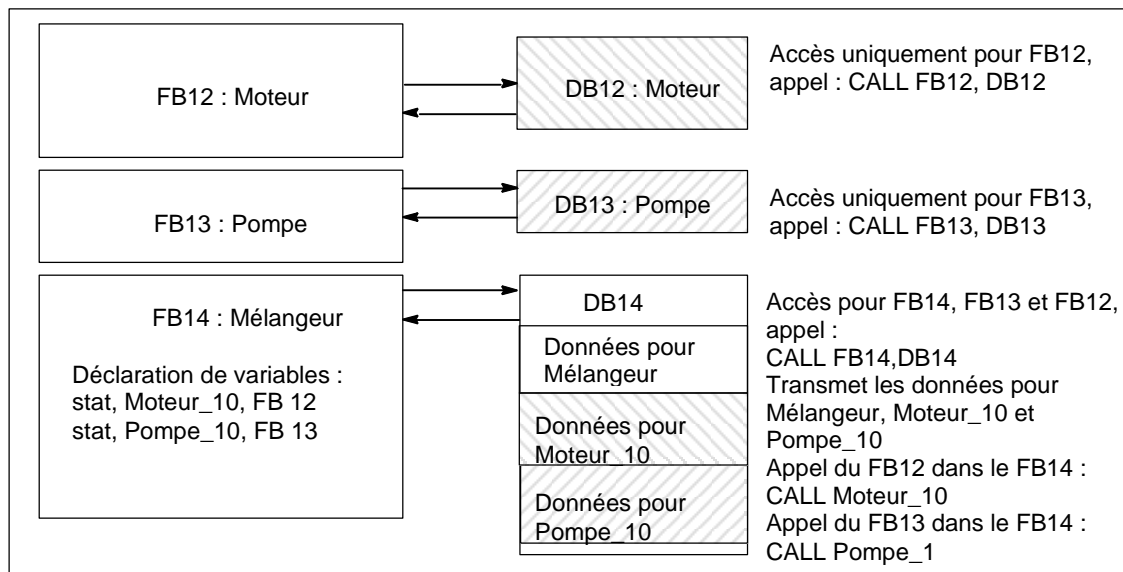 FB12 : Moteur
DB12 : Moteur
Accès uniquement pour FB12,
appel : CALL FB12, DB12
FB13 : Pompe
DB13 : Pompe
Accès uniquement pour FB13,
appel : CALL FB13, DB13
FB14 : Mélangeur
Déclaration de variables :
stat, Moteur_10, FB 12
stat, Pompe_10, FB 13
DB14
Données pour
Mélangeur
Données pour
Moteur_10
Données pour
Pompe_10
Accès pour FB14, FB13 et FB12,
appel :
CALL FB14,DB14
Transmet les données pour
Mélangeur, Moteur_10 et
Pompe_10
Appel du FB12 dans le FB14 :
CALL Moteur_10
Appel du FB13 dans le FB14 :
CALL Pompe_1